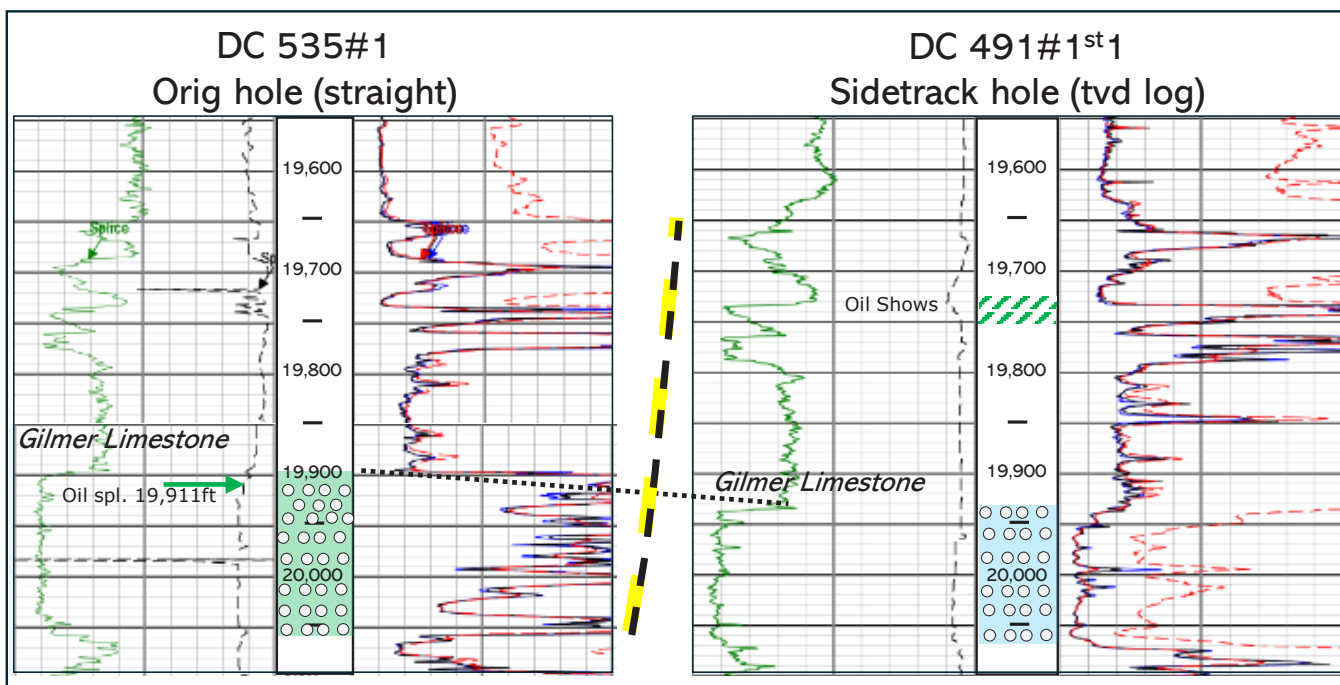 DC 535#1
Orig hole (straight)
19,600
Splice
19,700
19,800
Gilmer Limestone
19,900
Oil spl. 19,911ft
20,000
DC 491#1st1
Sidetrack hole (tvd log)
19,600
19,700
Oil Shows
19,800
19,900
Gilmer Limestone
20,000